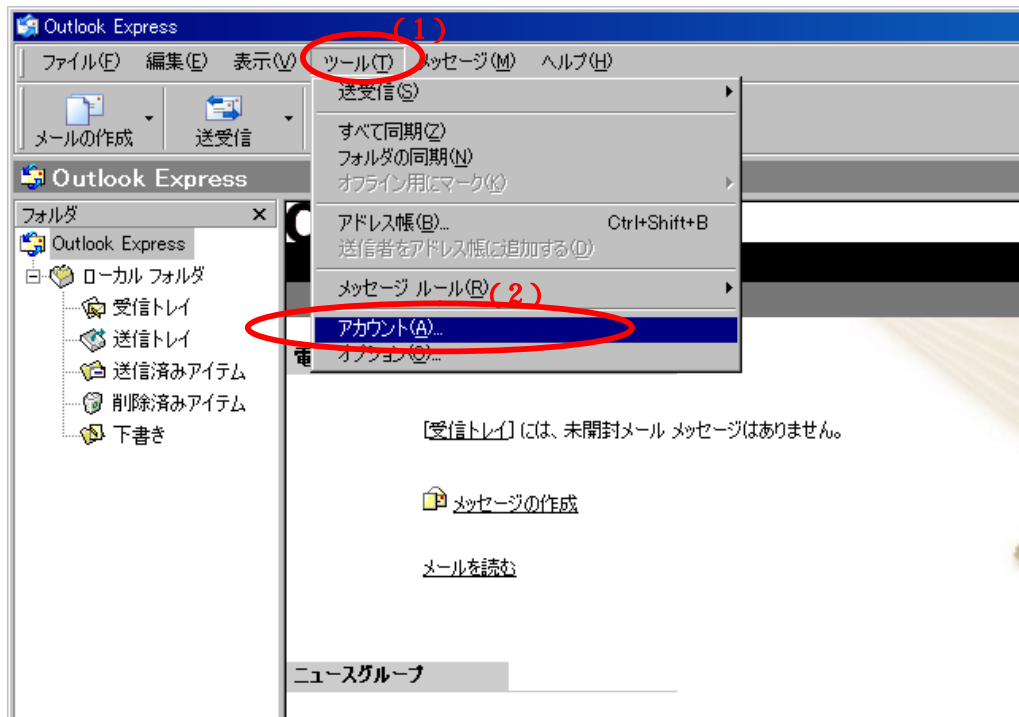 Outlook Express
(1)
ファイル(F) 編集(E) 表示(V) ツール(T) メッセージ(M) ヘルプ(H)
メールの作成 送受信
送受信(S)
すべて同期(Z)
フォルダの同期(N)
オフライン用にマーク(K)
アドレス帳(B)... Ctrl+Shift+B
送信者をアドレス帳に追加する(D)
メッセージ ルール(R)
(2)
アカウント(A)...
オプション(O)...
Outlook Express
フォルダ ×
Outlook Express
ローカル フォルダ
受信トレイ
送信トレイ
送信済みアイテム
削除済みアイテム
下書き
電
[受信トレイ] には、未開封メール メッセージはありません。
メッセージの作成
メールを読む
ニュースグループ